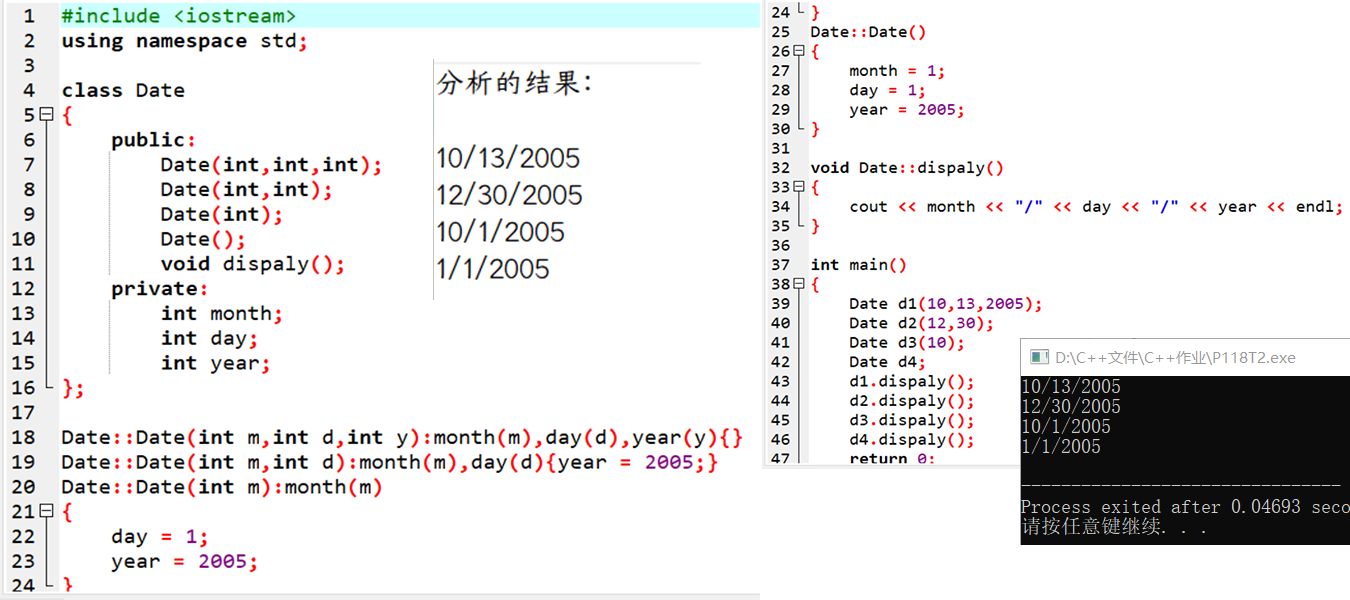 1 #include <iostream>
2 using namespace std;
3
4 class Date
5 {
6 public:
7 Date(int,int,int);
8 Date(int,int);
9 Date(int);
10 Date();
11 void dispaly();
12 private:
13 int month;
14 int day;
15 int year;
16 };
17
18 Date::Date(int m,int d,int y):month(m),day(d),year(y){}
19 Date::Date(int m,int d):month(m),day(d){year = 2005;}
20 Date::Date(int m):month(m)
21 {
22 day = 1;
23 year = 2005;
24 }
分析的结果:
10/13/2005
12/30/2005
10/1/2005
1/1/2005
24 }
25 Date::Date()
26 {
27 month = 1;
28 day = 1;
29 year = 2005;
30 }
31
32 void Date::dispaly()
33 {
34 cout << month << "/" << day << "/" << year << endl;
35 }
36
37 int main()
38 {
39 Date d1(10,13,2005);
40 Date d2(12,30);
41 Date d3(10);
42 Date d4;
43 d1.dispaly();
44 d2.dispaly();
45 d3.dispaly();
46 d4.dispaly();
47 return 0;
D:\C++文件\C++作业\P118T2.exe
10/13/2005
12/30/2005
10/1/2005
1/1/2005
--------------------------------
Process exited after 0.04693 seco
请按任意键继续. . .